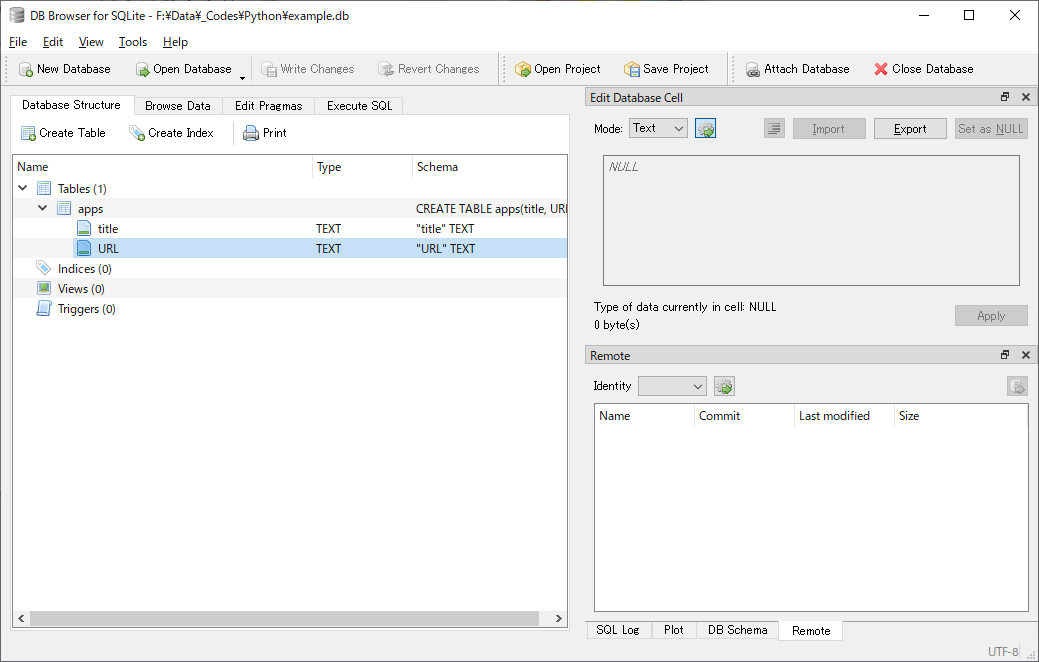 DB Browser for SQLite - F:¥Data¥_Codes¥Python¥example.db
File Edit View Tools Help
New Database Open Database Write Changes Revert Changes Open Project Save Project Attach Database Close Database
Database Structure Browse Data Edit Pragmas Execute SQL
Create Table Create Index Print
Name Type Schema
Tables (1)
apps CREATE TABLE apps(title, URL
title TEXT "title" TEXT
URL TEXT "URL" TEXT
Indices (0)
Views (0)
Triggers (0)
Edit Database Cell
Mode: Text Import Export Set as NULL
NULL
Type of data currently in cell: NULL
0 byte(s)
Apply
Remote
Identity
Name Commit Last modified Size
SQL Log Plot DB Schema Remote
UTF-8